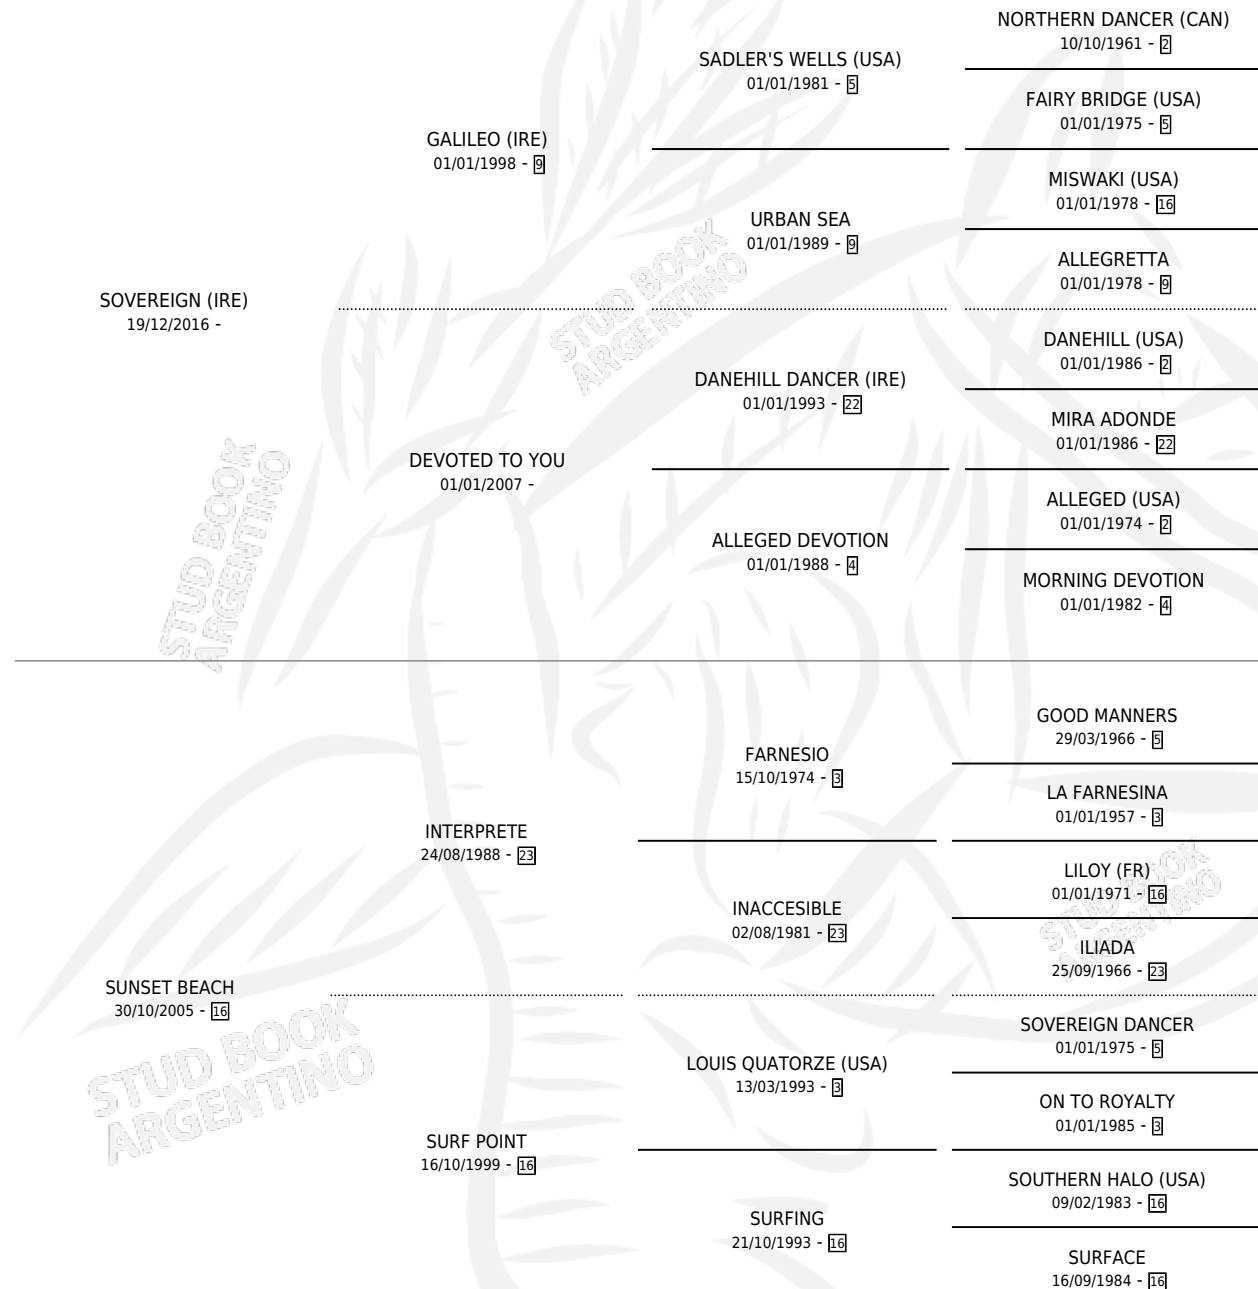 NORTHERN DANCER (CAN)
10/10/1961 - 2
SADLER'S WELLS (USA)
01/01/1981 - 5
FAIRY BRIDGE (USA)
01/01/1975 - 5
GALILEO (IRE)
01/01/1998 - 9
MISWAKI (USA)
01/01/1978 - 16
URBAN SEA
01/01/1989 - 9
ALLEGRETTA
01/01/1978 - 9
SOVEREIGN (IRE)
19/12/2016 -
DANEHILL (USA)
01/01/1986 - 2
DANEHILL DANCER (IRE)
01/01/1993 - 22
MIRA ADONDE
01/01/1986 - 22
DEVOTED TO YOU
01/01/2007 -
ALLEGED (USA)
01/01/1974 - 2
ALLEGED DEVOTION
01/01/1988 - 4
MORNING DEVOTION
01/01/1982 - 4
GOOD MANNERS
29/03/1966 - 5
FARNESIO
15/10/1974 - 3
LA FARNESINA
01/01/1957 - 3
INTERPRETE
24/08/1988 - 23
LILOY (FR)
01/01/1971 - 16
INACCESIBLE
02/08/1981 - 23
ILIADA
25/09/1966 - 23
SUNSET BEACH
30/10/2005 - 16
SOVEREIGN DANCER
01/01/1975 - 5
LOUIS QUATORZE (USA)
13/03/1993 - 3
ON TO ROYALTY
01/01/1985 - 3
SURF POINT
16/10/1999 - 16
SOUTHERN HALO (USA)
09/02/1983 - 16
SURFING
21/10/1993 - 16
SURFACE
16/09/1984 - 16
STUD BOOK
ARGENTINO
STUD BOOK
ARGENTINO
STUD BOOK
ARGENTINO
STUD BOOK
ARGENTINO